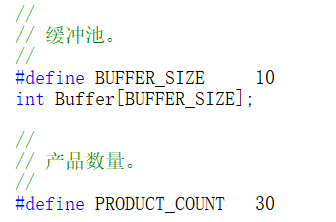 //
// 缓冲池。
//
#define BUFFER_SIZE     10
int Buffer[BUFFER_SIZE];

//
// 产品数量。
//
#define PRODUCT_COUNT   30